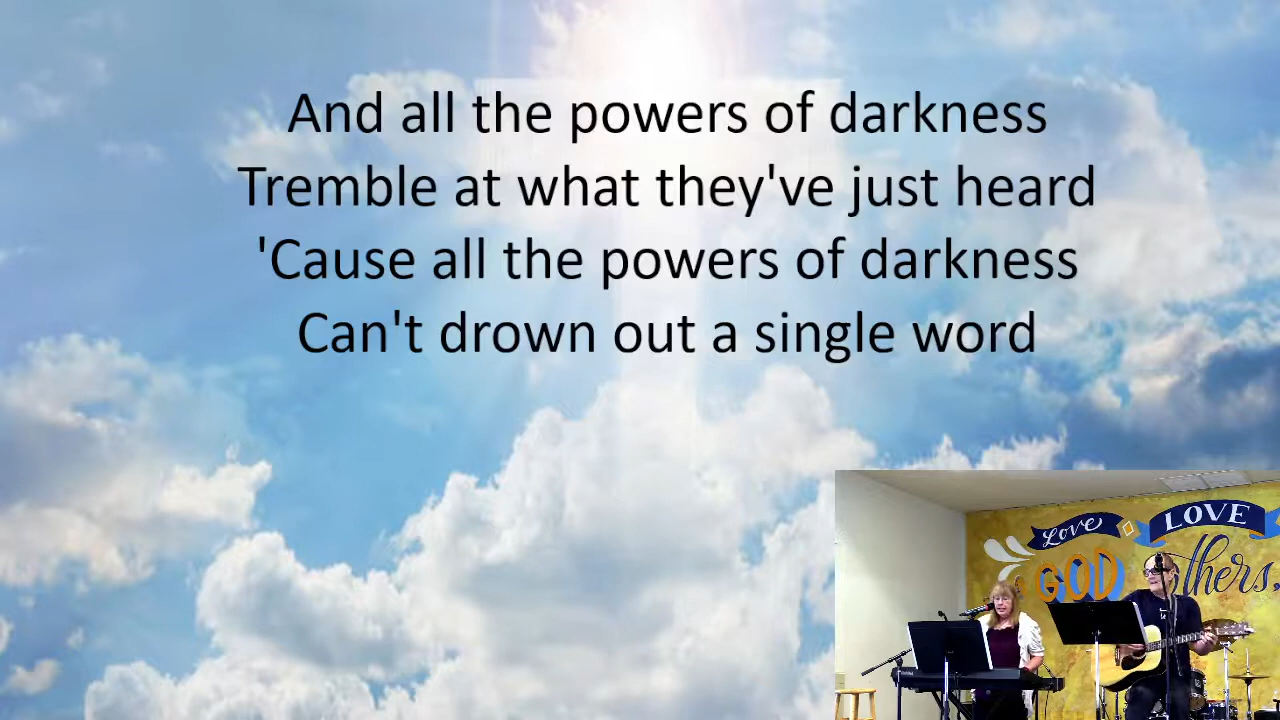 And all the powers of darkness
Tremble at what they've just heard
'Cause all the powers of darkness
Can't drown out a single word
Love LOVE
GOD thers.